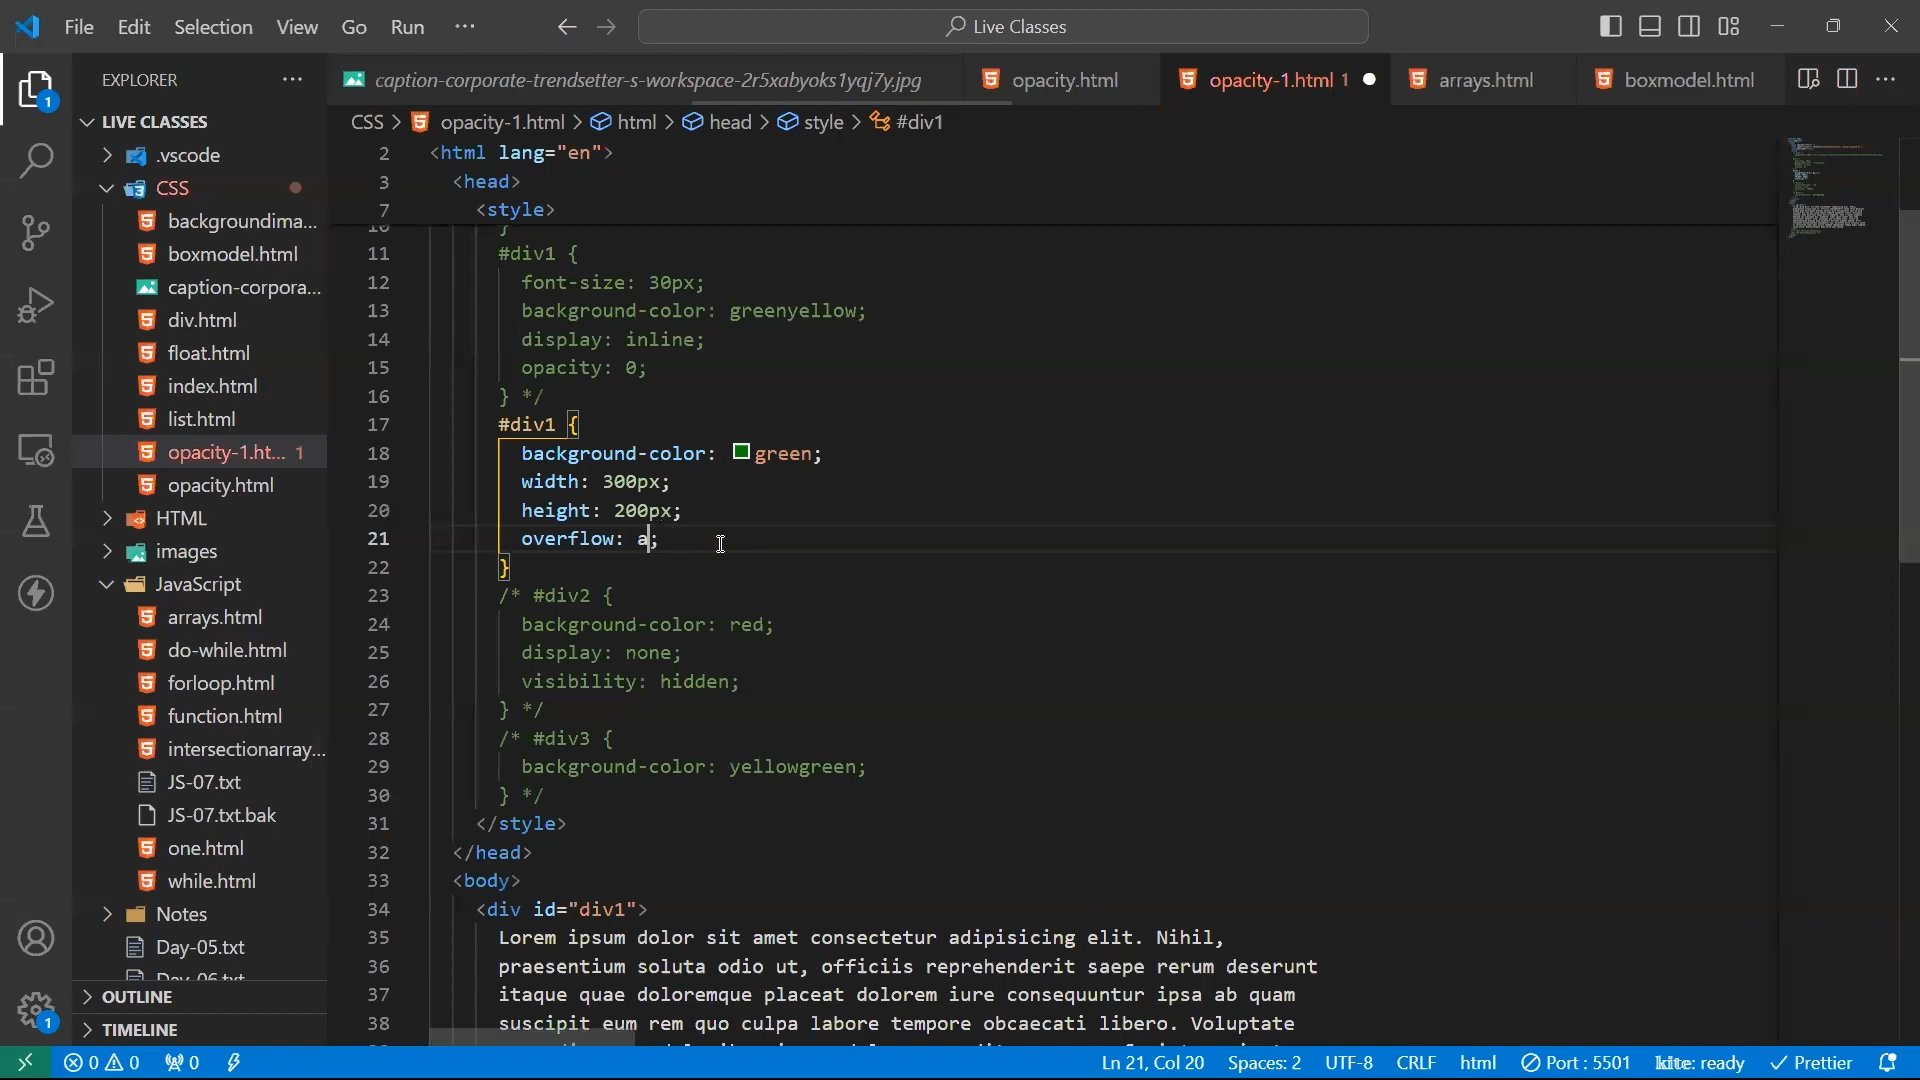 File Edit Selection View Go Run ··· Live Classes
EXPLORER ···
LIVE CLASSES
.vscode
CSS
backgroundima...
boxmodel.html
caption-corpora...
div.html
float.html
index.html
list.html
opacity-1.ht... 1
opacity.html
HTML
images
JavaScript
arrays.html
do-while.html
forloop.html
function.html
intersectionarray...
JS-07.txt
JS-07.txt.bak
one.html
while.html
Notes
Day-05.txt
Day-06.txt
OUTLINE
TIMELINE
1
1
caption-corporate-trendsetter-s-workspace-2r5xabyoks1yqj7y.jpg opacity.html opacity-1.html 1 arrays.html boxmodel.html ···
CSS > opacity-1.html > html > head > style > #div1
2 <html lang="en">
3 <head>
7 <style>
10 }
11 #div1 {
12 font-size: 30px;
13 background-color: greenyellow;
14 display: inline;
15 opacity: 0;
16 } */
17 #div1 {
18 background-color: green;
19 width: 300px;
20 height: 200px;
21 overflow: a;
22 }
23 /* #div2 {
24 background-color: red;
25 display: none;
26 visibility: hidden;
27 } */
28 /* #div3 {
29 background-color: yellowgreen;
30 } */
31 </style>
32 </head>
33 <body>
34 <div id="div1">
35 Lorem ipsum dolor sit amet consectetur adipisicing elit. Nihil,
36 praesentium soluta odio ut, officiis reprehenderit saepe rerum deserunt
37 itaque quae doloremque placeat dolorem iure consequuntur ipsa ab quam
38 suscipit eum rem quo culpa labore tempore obcaecati libero. Voluptate
0 0 0 Ln 21, Col 20 Spaces: 2 UTF-8 CRLF html Port : 5501 kite: ready Prettier